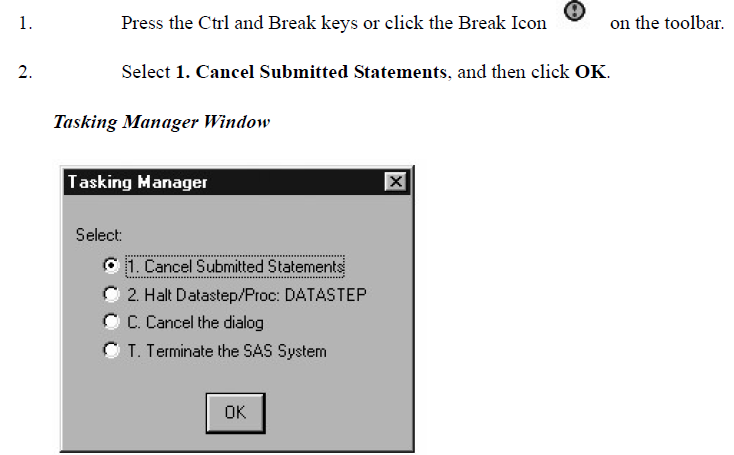 1. Press the Ctrl and Break keys or click the Break Icon on the toolbar.
2. Select 1. Cancel Submitted Statements, and then click OK.
Tasking Manager Window
Tasking Manager
Select:
1. Cancel Submitted Statements
2. Halt Datastep/Proc: DATASTEP
C. Cancel the dialog
T. Terminate the SAS System
OK